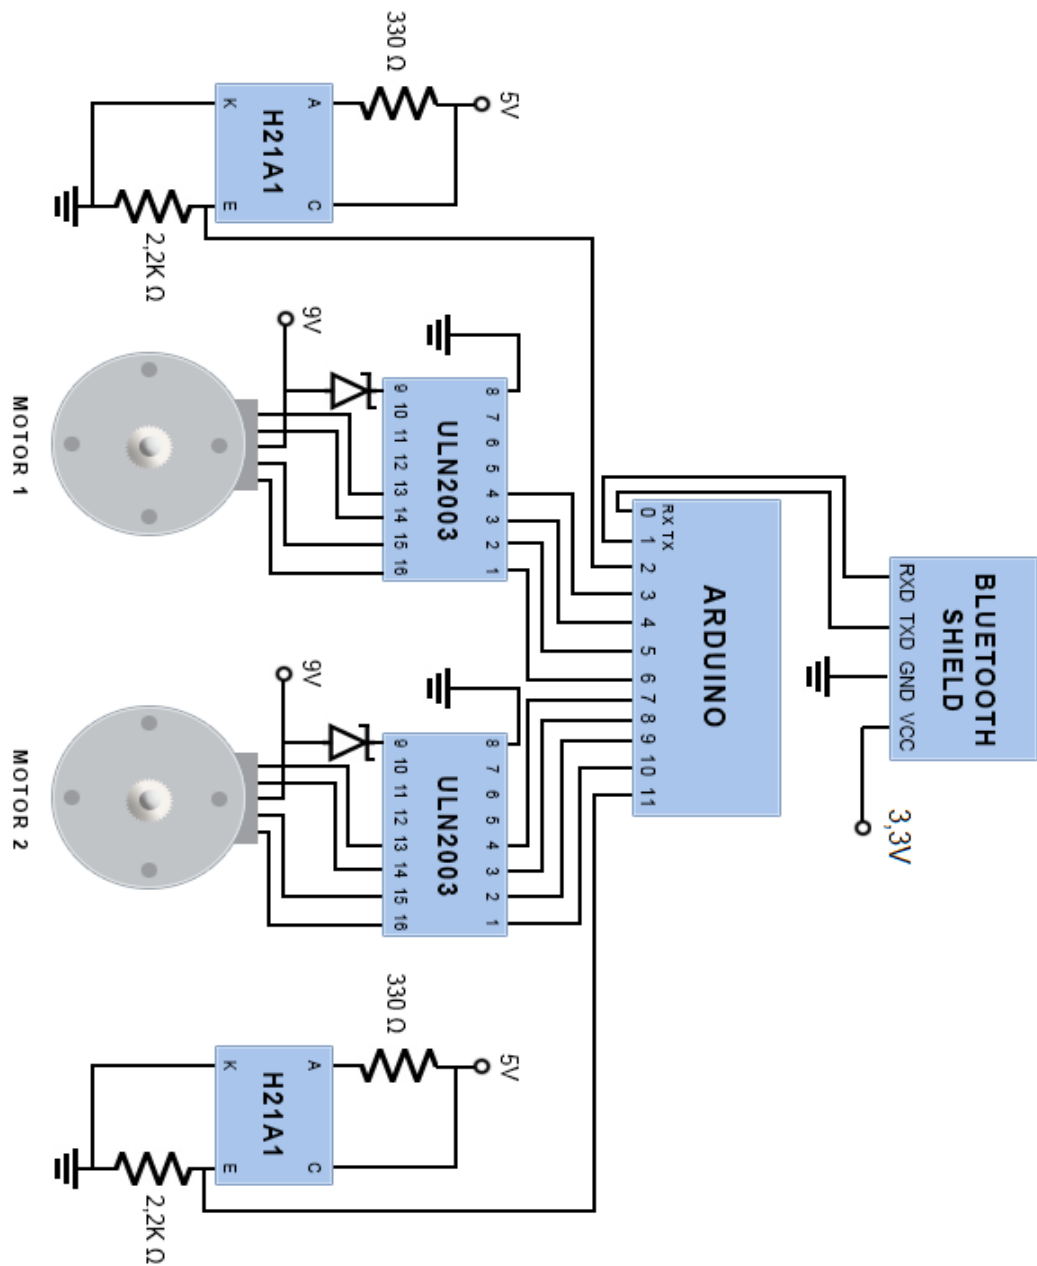 BLUETOOTH
SHIELD
RXD TXD GND VCC
3,3V
ARDUINO
RX TX
0 1 2 3 4 5 6 7 8 9 10 11
5V
330 Ω
A C
H21A1
K E
2,2K Ω
8 7 6 5 4 3 2 1
ULN2003
9 10 11 12 13 14 15 16
9V
MOTOR 1
8 7 6 5 4 3 2 1
ULN2003
9 10 11 12 13 14 15 16
9V
MOTOR 2
5V
330 Ω
A C
H21A1
K E
2,2K Ω